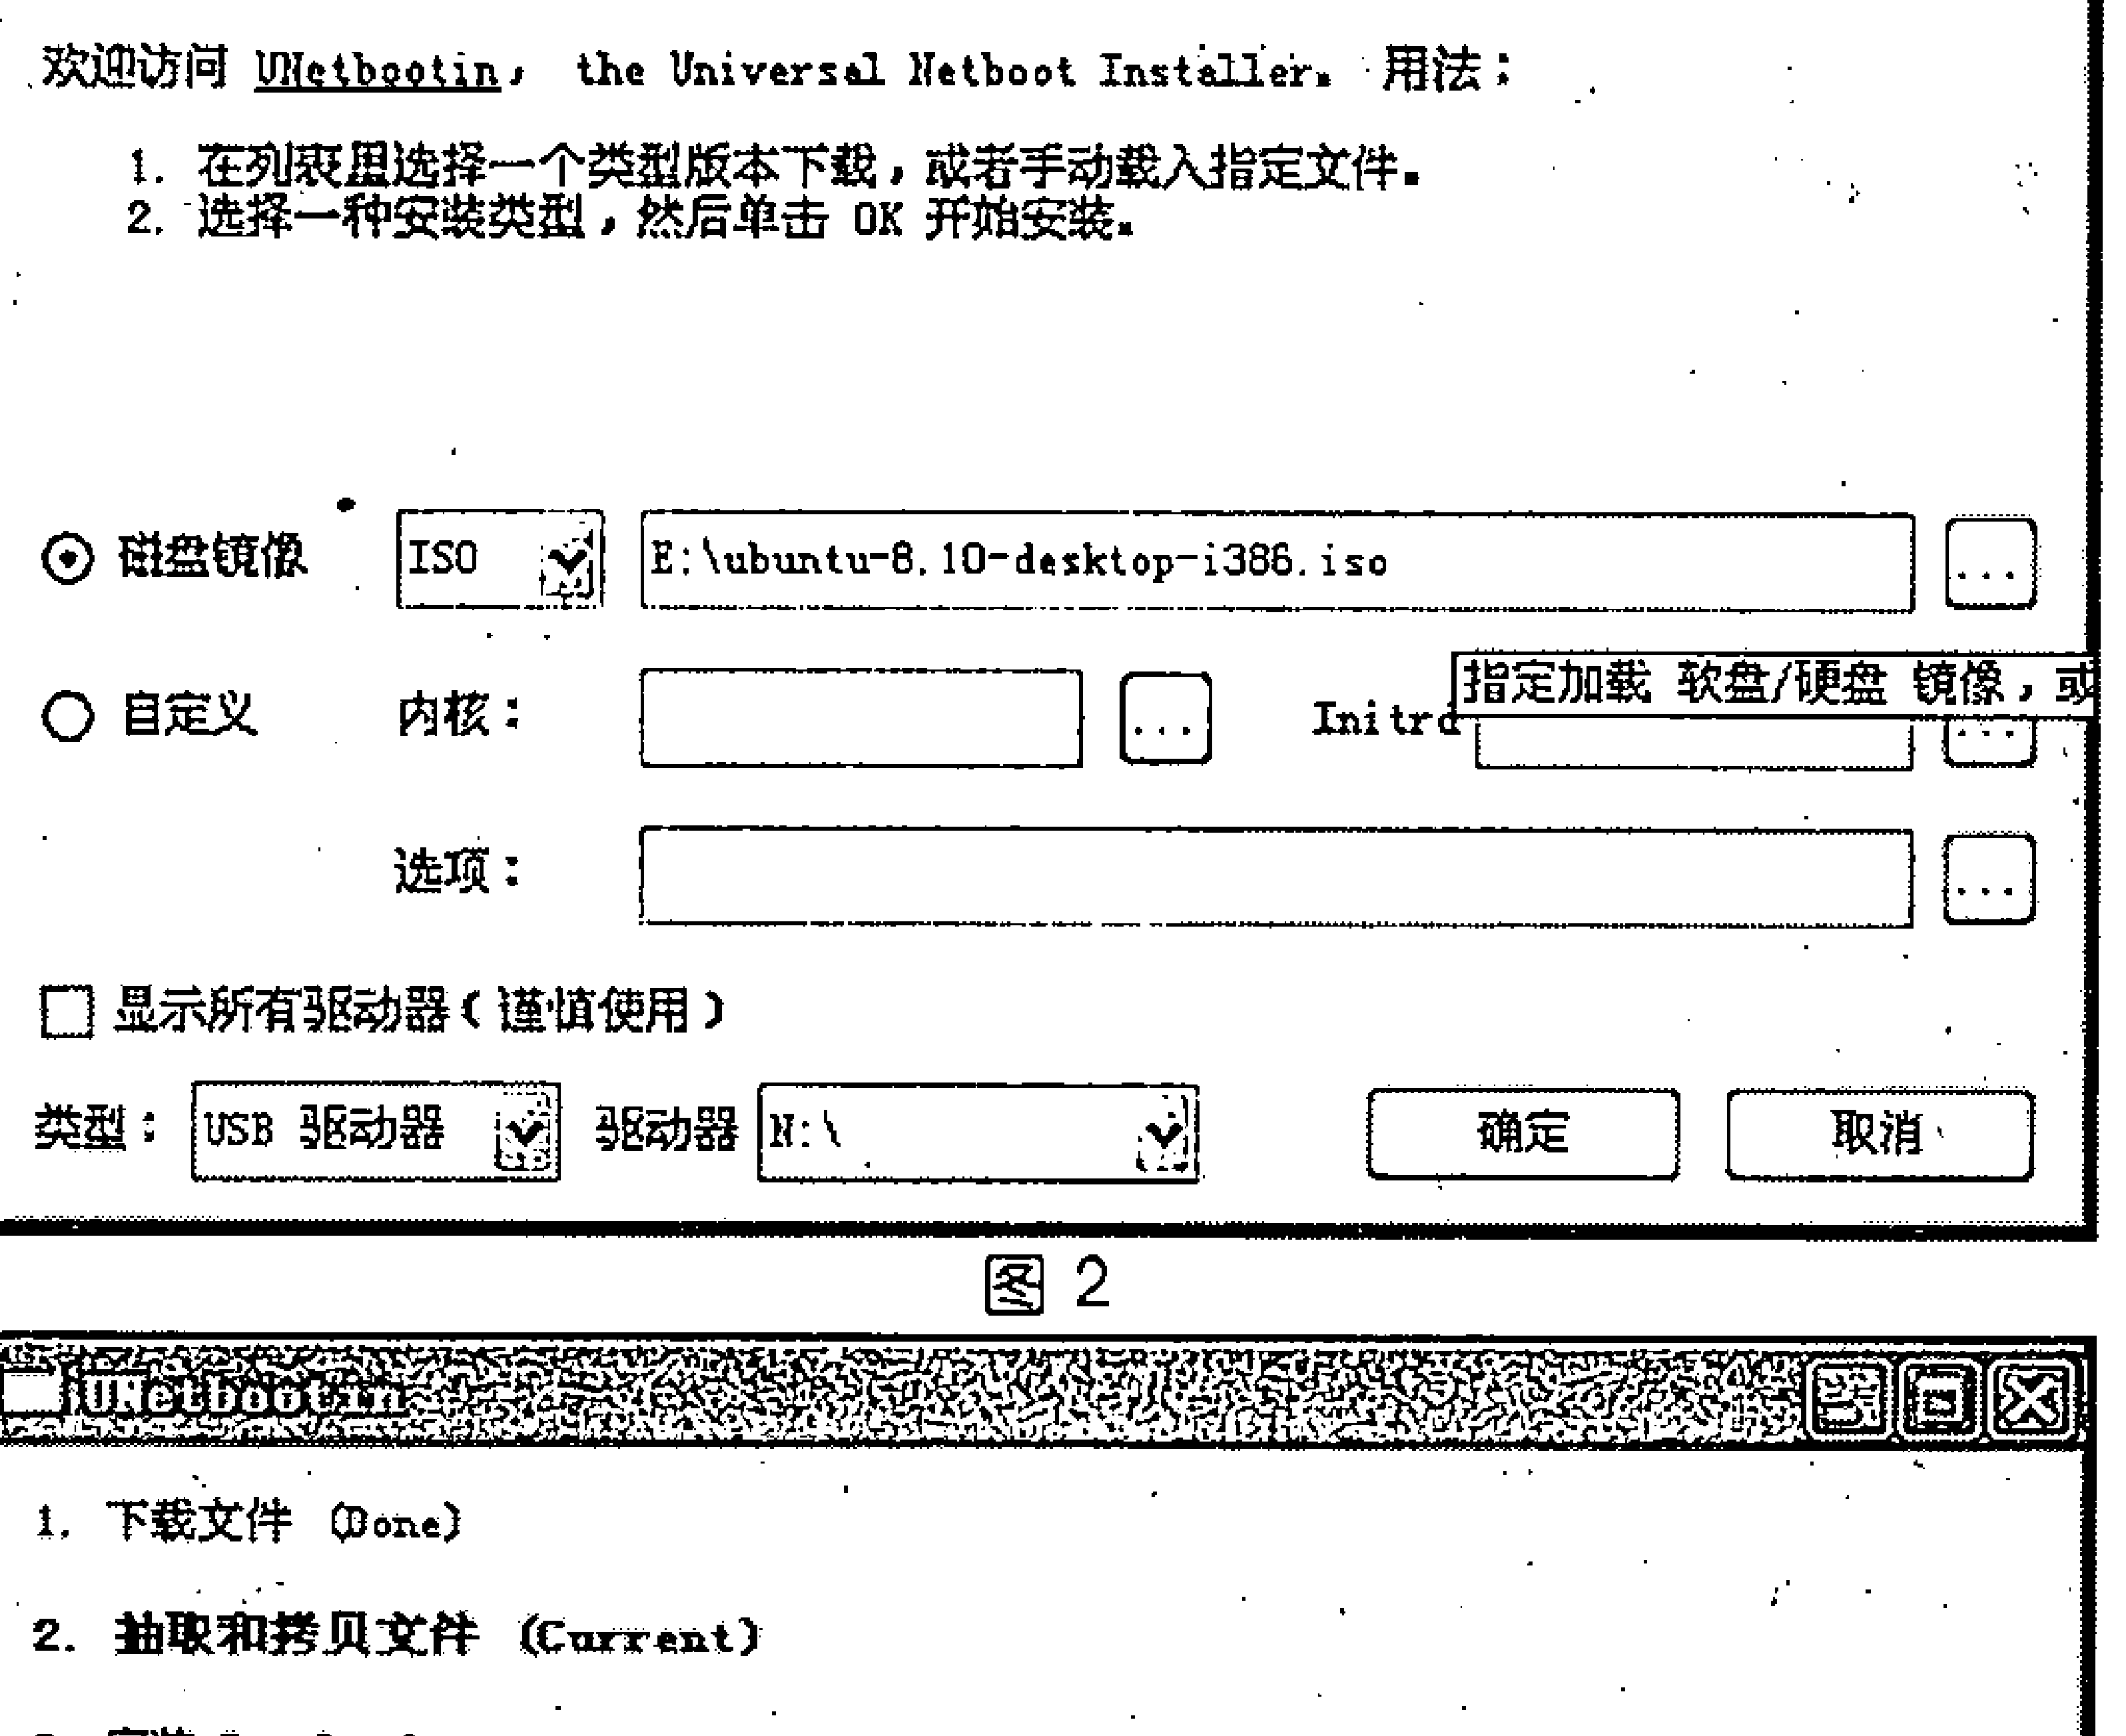 欢迎访问 UNetbootin, the Universal Netboot Installer。 用法：
1. 在列表里选择一个类型版本下载，或者手动载入指定文件。
2. 选择一种安装类型，然后单击 OK 开始安装。
磁盘镜像 ISO E:\ubuntu-8.10-desktop-i386.iso ...
指定加载 软盘/硬盘 镜像，或
自定义 内核： ... Initrd ...
选项： ...
显示所有驱动器(谨慎使用)
类型： USB 驱动器 驱动器 N:\ 确定 取消
图 2
UNetbootin
1. 下载文件 (Done)
2. 抽取和拷贝文件 (Current)